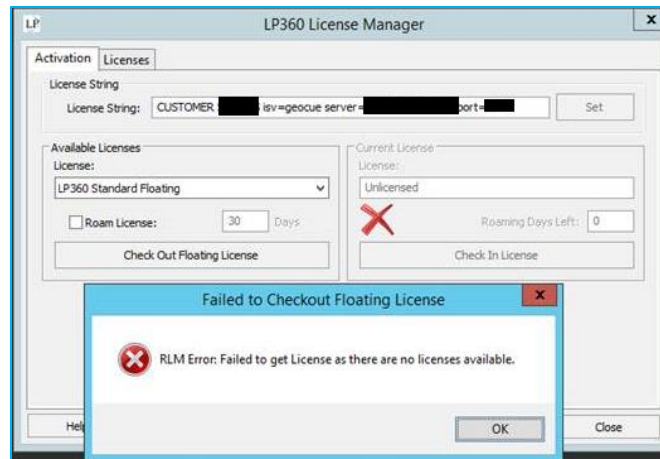 LP
LP360 License Manager
x
Activation Licenses
License String
License String: CUSTOMER isv=geocue server= port=
Set
Available Licenses
License:
LP360 Standard Floating
Roam License: 30 Days
Check Out Floating License
Current License
License:
Unlicensed
Roaming Days Left: 0
Check In License
Failed to Checkout Floating License
x
RLM Error: Failed to get License as there are no licenses available.
OK
Close